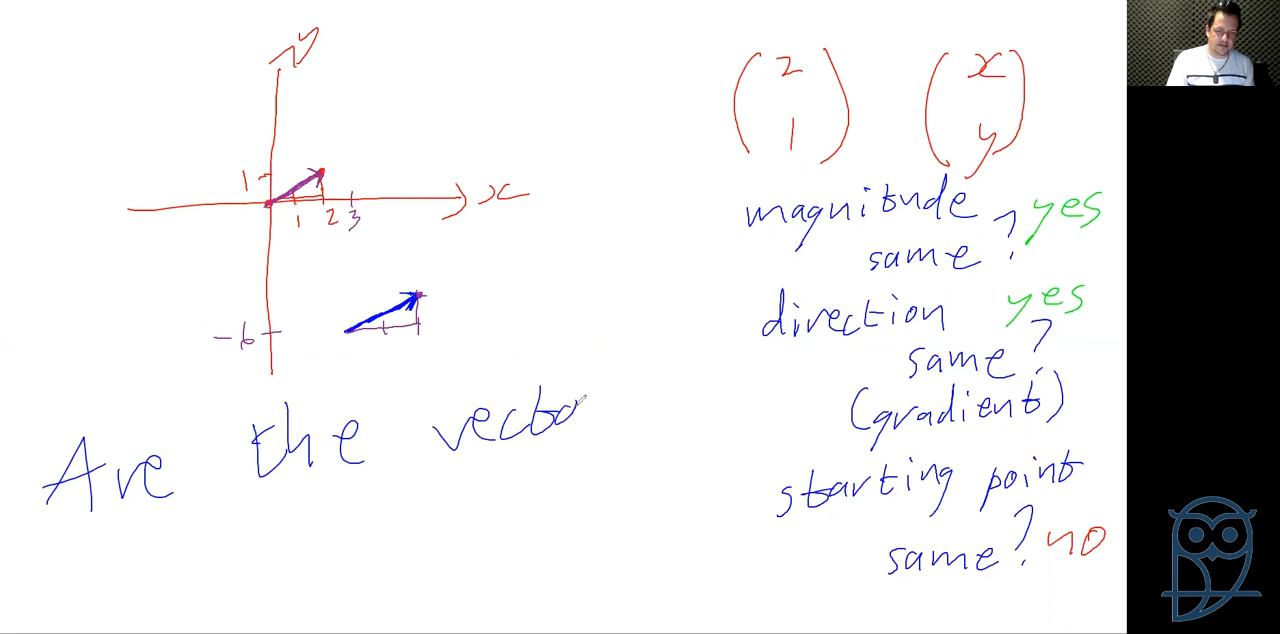 y
1
x
1 2 3
-6
Are the vecto
2 x
1 y
magnitude
same? yes
direction yes
same?
(gradient)
starting point
same? no